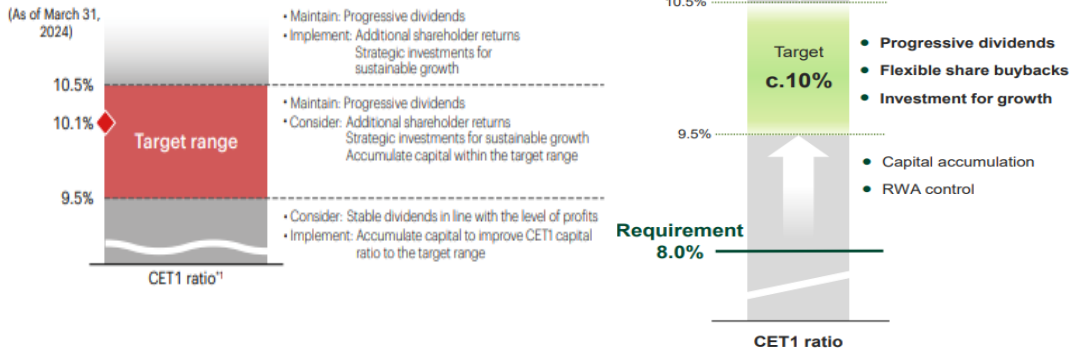 (As of March 31,
2024)
10.5%
10.1%
9.5%
Target range
CET1 ratio*1
• Maintain: Progressive dividends
• Implement: Additional shareholder returns
Strategic investments for
sustainable growth
• Maintain: Progressive dividends
• Consider: Additional shareholder returns
Strategic investments for sustainable growth
Accumulate capital within the target range
• Consider: Stable dividends in line with the level of profits
• Implement: Accumulate capital to improve CET1 capital
ratio to the target range
10.5%
Target
c.10%
9.5%
Requirement
8.0%
CET1 ratio
• Progressive dividends
• Flexible share buybacks
• Investment for growth
• Capital accumulation
• RWA control